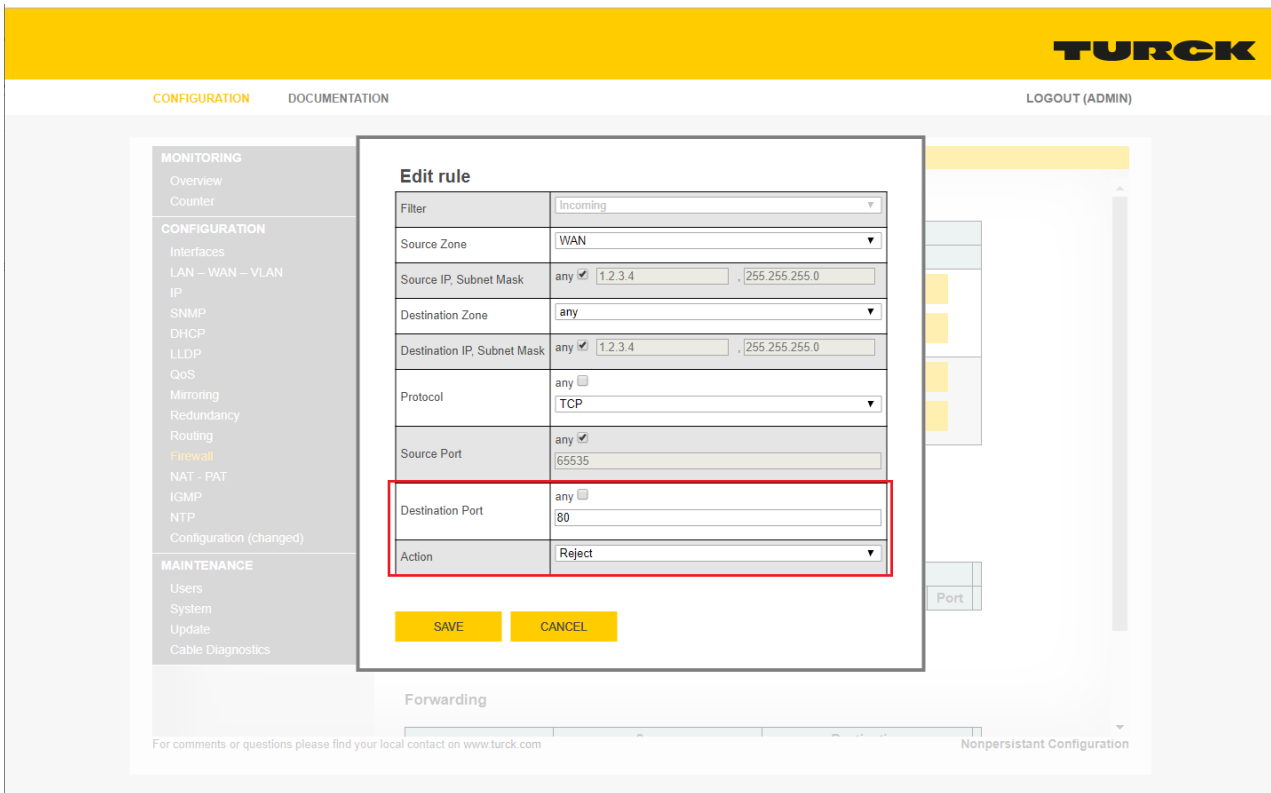 TURCK
CONFIGURATION DOCUMENTATION LOGOUT (ADMIN)
MONITORING
Overview
Counter
CONFIGURATION
Interfaces
LAN – WAN – VLAN
IP
SNMP
DHCP
LLDP
QoS
Mirroring
Redundancy
Routing
Firewall
NAT - PAT
IGMP
NTP
Configuration (changed)
MAINTENANCE
Users
System
Update
Cable Diagnostics
Edit rule
Filter Incoming
Source Zone WAN
Source IP, Subnet Mask any 1.2.3.4 , 255.255.255.0
Destination Zone any
Destination IP, Subnet Mask any 1.2.3.4 , 255.255.255.0
Protocol any
TCP
Source Port any
65535
Destination Port any
80
Action Reject
SAVE CANCEL
Port
Forwarding
For comments or questions please find your local contact on www.turck.com
Nonpersistant Configuration